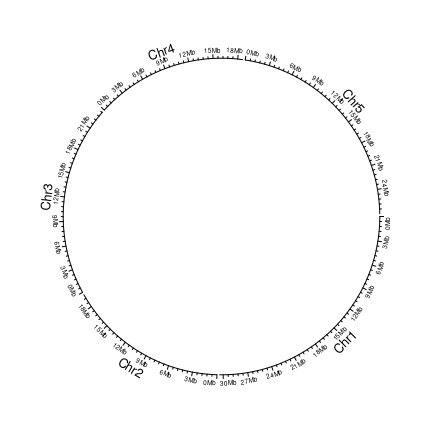 Chr1
0Mb
3Mb
6Mb
9Mb
12Mb
15Mb
18Mb
21Mb
24Mb
27Mb
30Mb
Chr2
0Mb
3Mb
6Mb
9Mb
12Mb
15Mb
18Mb
Chr3
0Mb
3Mb
6Mb
9Mb
12Mb
15Mb
18Mb
21Mb
Chr4
0Mb
3Mb
6Mb
9Mb
12Mb
15Mb
18Mb
Chr5
0Mb
3Mb
6Mb
9Mb
12Mb
15Mb
18Mb
21Mb
24Mb